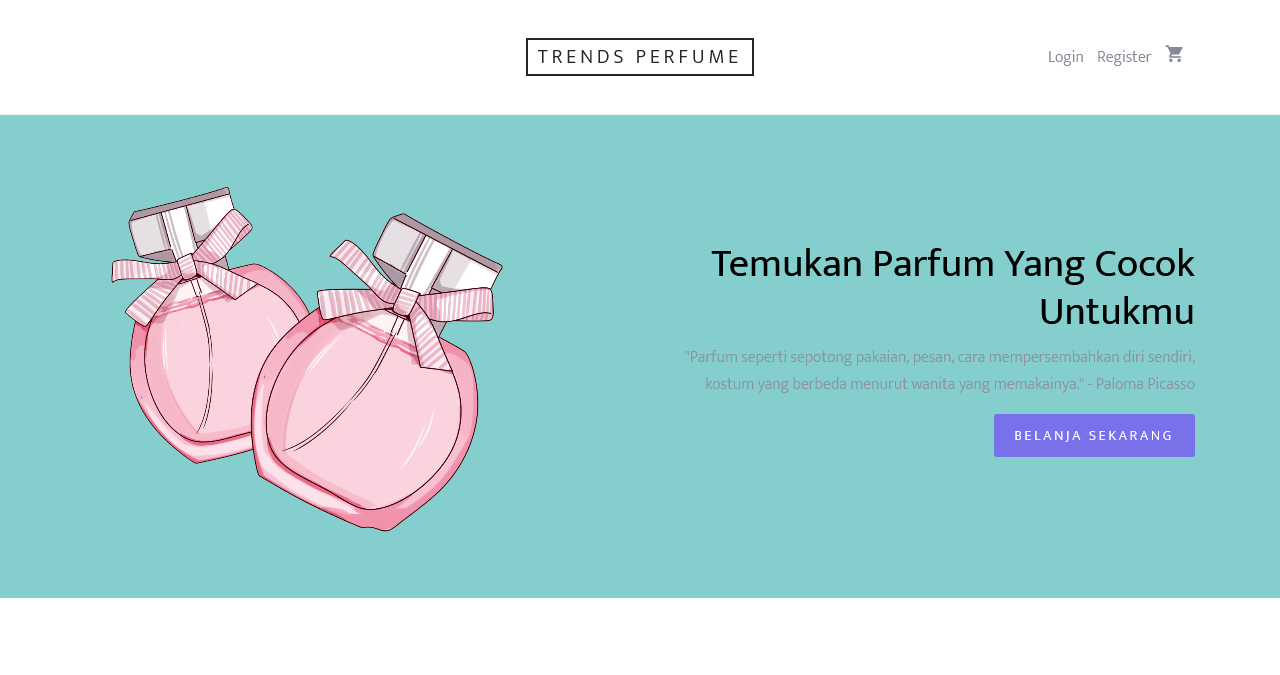 TRENDS PERFUME
Login Register
Temukan Parfum Yang Cocok
Untukmu
"Parfum seperti sepotong pakaian, pesan, cara mempersembahkan diri sendiri,
kostum yang berbeda menurut wanita yang memakainya." - Paloma Picasso
BELANJA SEKARANG